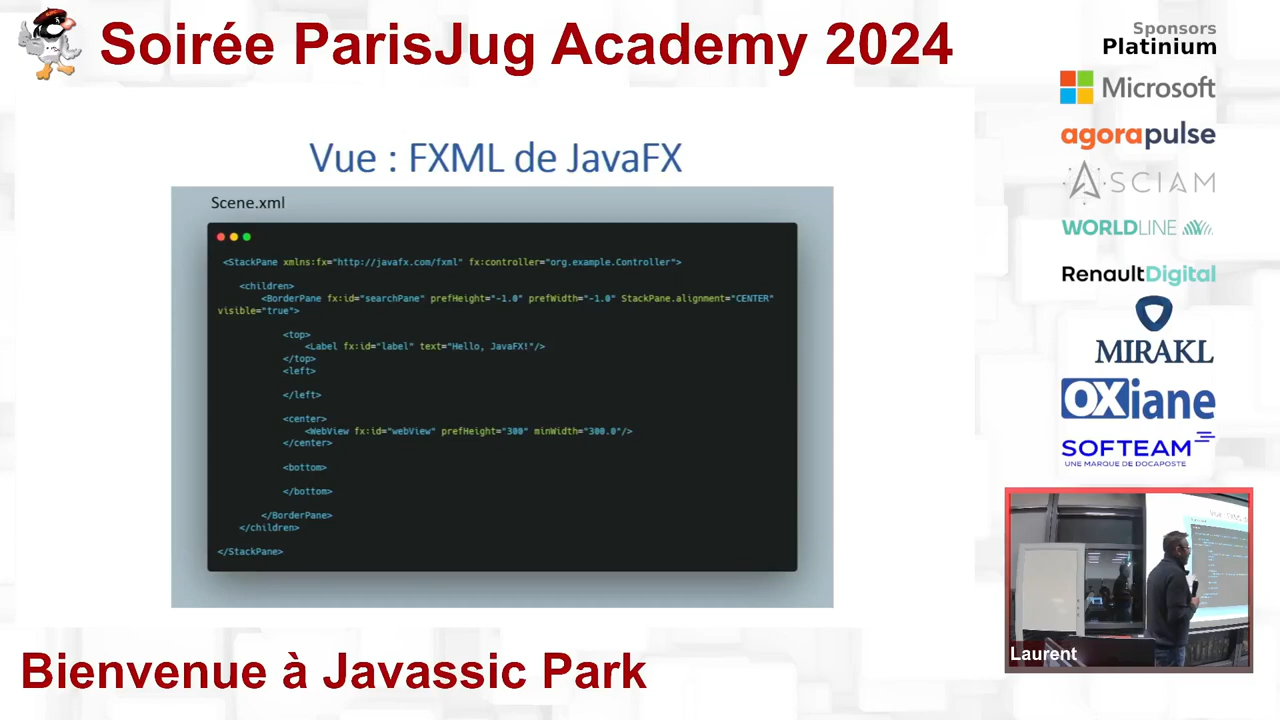 Soirée ParisJug Academy 2024
Sponsors
Platinium
Microsoft
agorapulse
ASCIAM
WORLDLINE
RenaultDigital
MIRAKL
OXiane
SOFTEAM
UNE MARQUE DE DOCAPOSTE
Vue : FXML de JavaFX
Scene.xml
<StackPane xmlns:fx="http://javafx.com/fxml" fx:controller="org.example.Controller">
<children>
<BorderPane fx:id="searchPane" prefHeight="-1.0" prefWidth="-1.0" StackPane.alignment="CENTER"
visible="true">
<top>
<Label fx:id="label" text="Hello, JavaFX!"/>
</top>
<left>
</left>
<center>
<WebView fx:id="webView" prefHeight="300" minWidth="300.0"/>
</center>
<bottom>
</bottom>
</BorderPane>
</children>
</StackPane>
Laurent
Bienvenue à Javassic Park